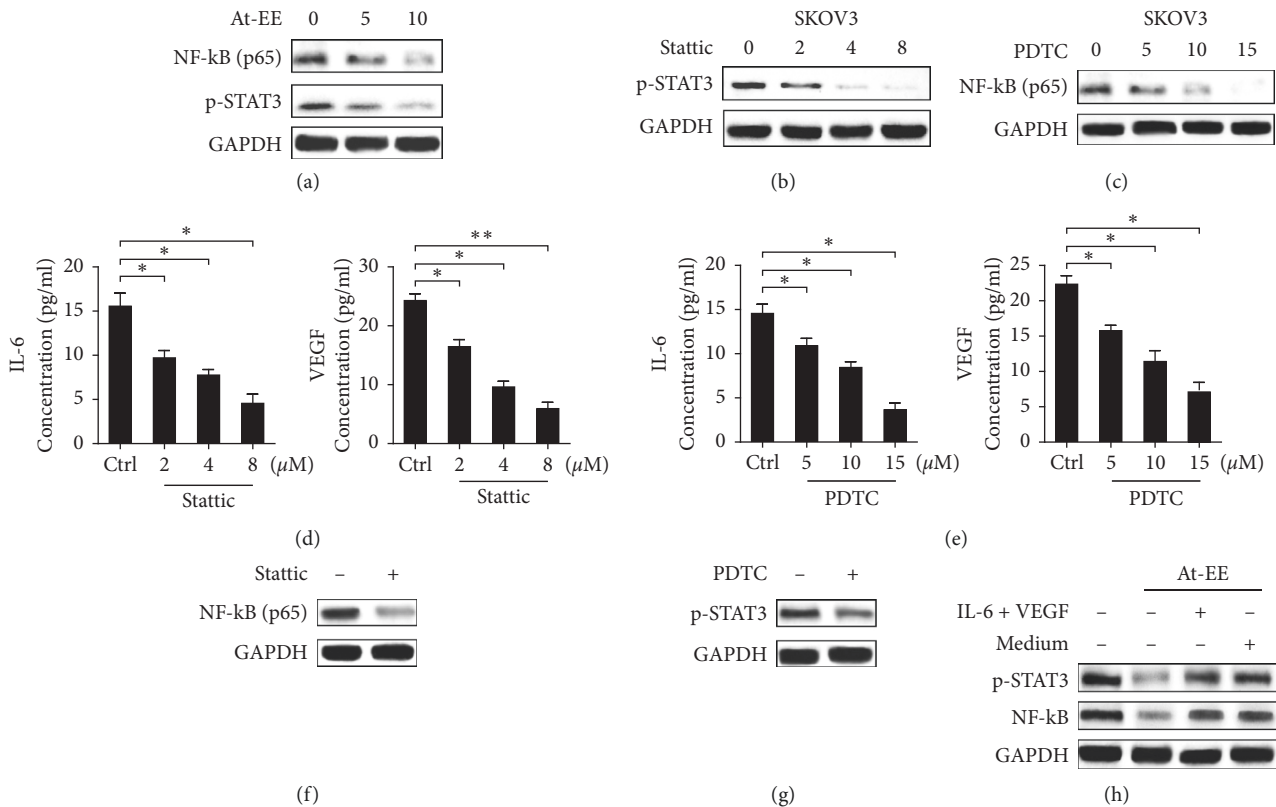 At-EE 0 5 10
NF-kB (p65)
p-STAT3
GAPDH
(a)
SKOV3
Stattic 0 2 4 8
p-STAT3
GAPDH
(b)
SKOV3
PDTC 0 5 10 15
NF-kB (p65)
GAPDH
(c)
* * *
IL-6
Concentration (pg/ml)
20
15
10
5
0
Ctrl 2 4 8 (μM)
Stattic
** * *
VEGF
Concentration (pg/ml)
30
20
10
0
Ctrl 2 4 8 (μM)
Stattic
(d)
* * *
IL-6
Concentration (pg/ml)
20
15
10
5
0
Ctrl 5 10 15 (μM)
PDTC
* * *
VEGF
Concentration (pg/ml)
25
20
15
10
5
0
Ctrl 5 10 15 (μM)
PDTC
(e)
Stattic – +
NF-kB (p65)
GAPDH
(f)
PDTC – +
p-STAT3
GAPDH
(g)
At-EE
IL-6 + VEGF – – + –
Medium – – – +
p-STAT3
NF-kB
GAPDH
(h)